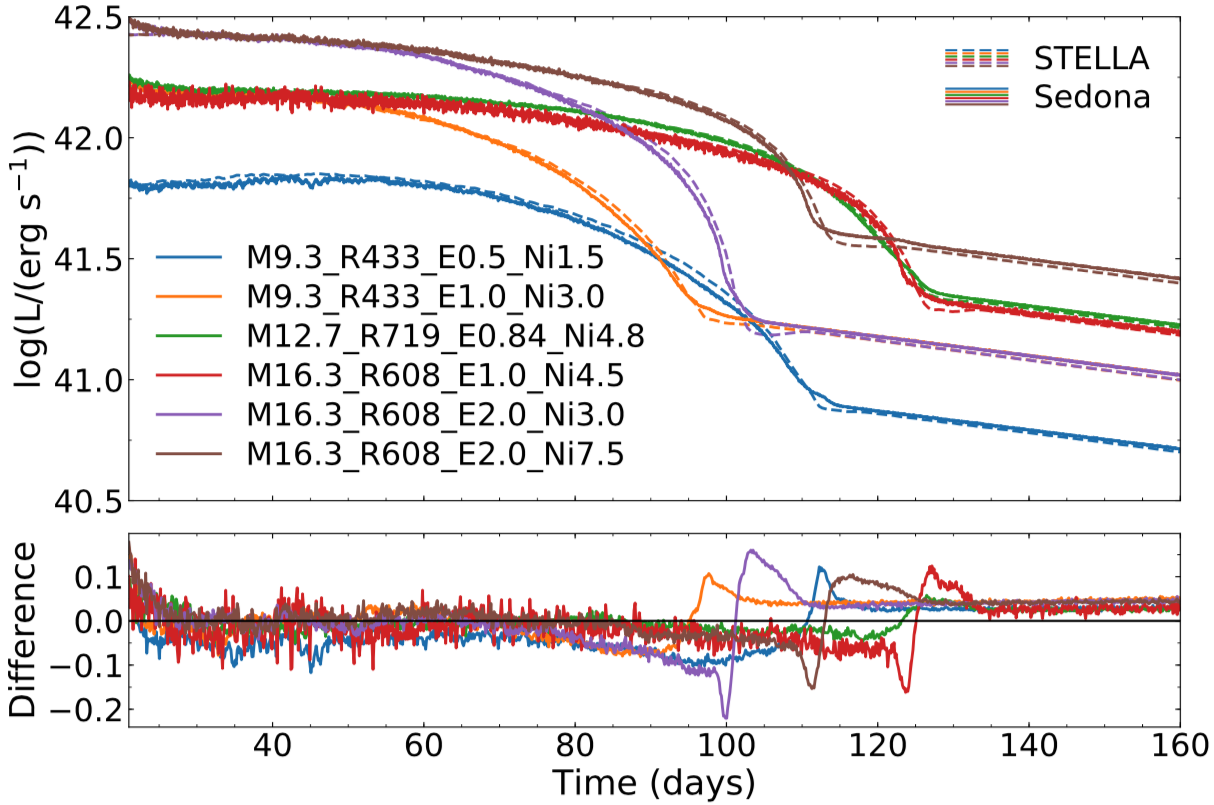 42.5
42.0
41.5
41.0
40.5
log(L/(erg s⁻¹))
STELLA
Sedona
M9.3_R433_E0.5_Ni1.5
M9.3_R433_E1.0_Ni3.0
M12.7_R719_E0.84_Ni4.8
M16.3_R608_E1.0_Ni4.5
M16.3_R608_E2.0_Ni3.0
M16.3_R608_E2.0_Ni7.5
0.1
0.0
−0.1
−0.2
Difference
40 60 80 100 120 140 160
Time (days)